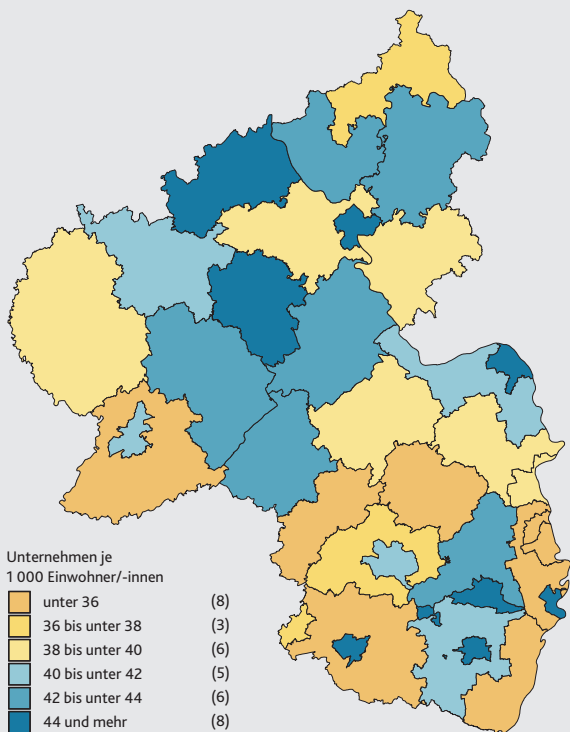 Unternehmen je
1 000 Einwohner/-innen
unter 36 (8)
36 bis unter 38 (3)
38 bis unter 40 (6)
40 bis unter 42 (5)
42 bis unter 44 (6)
44 und mehr (8)